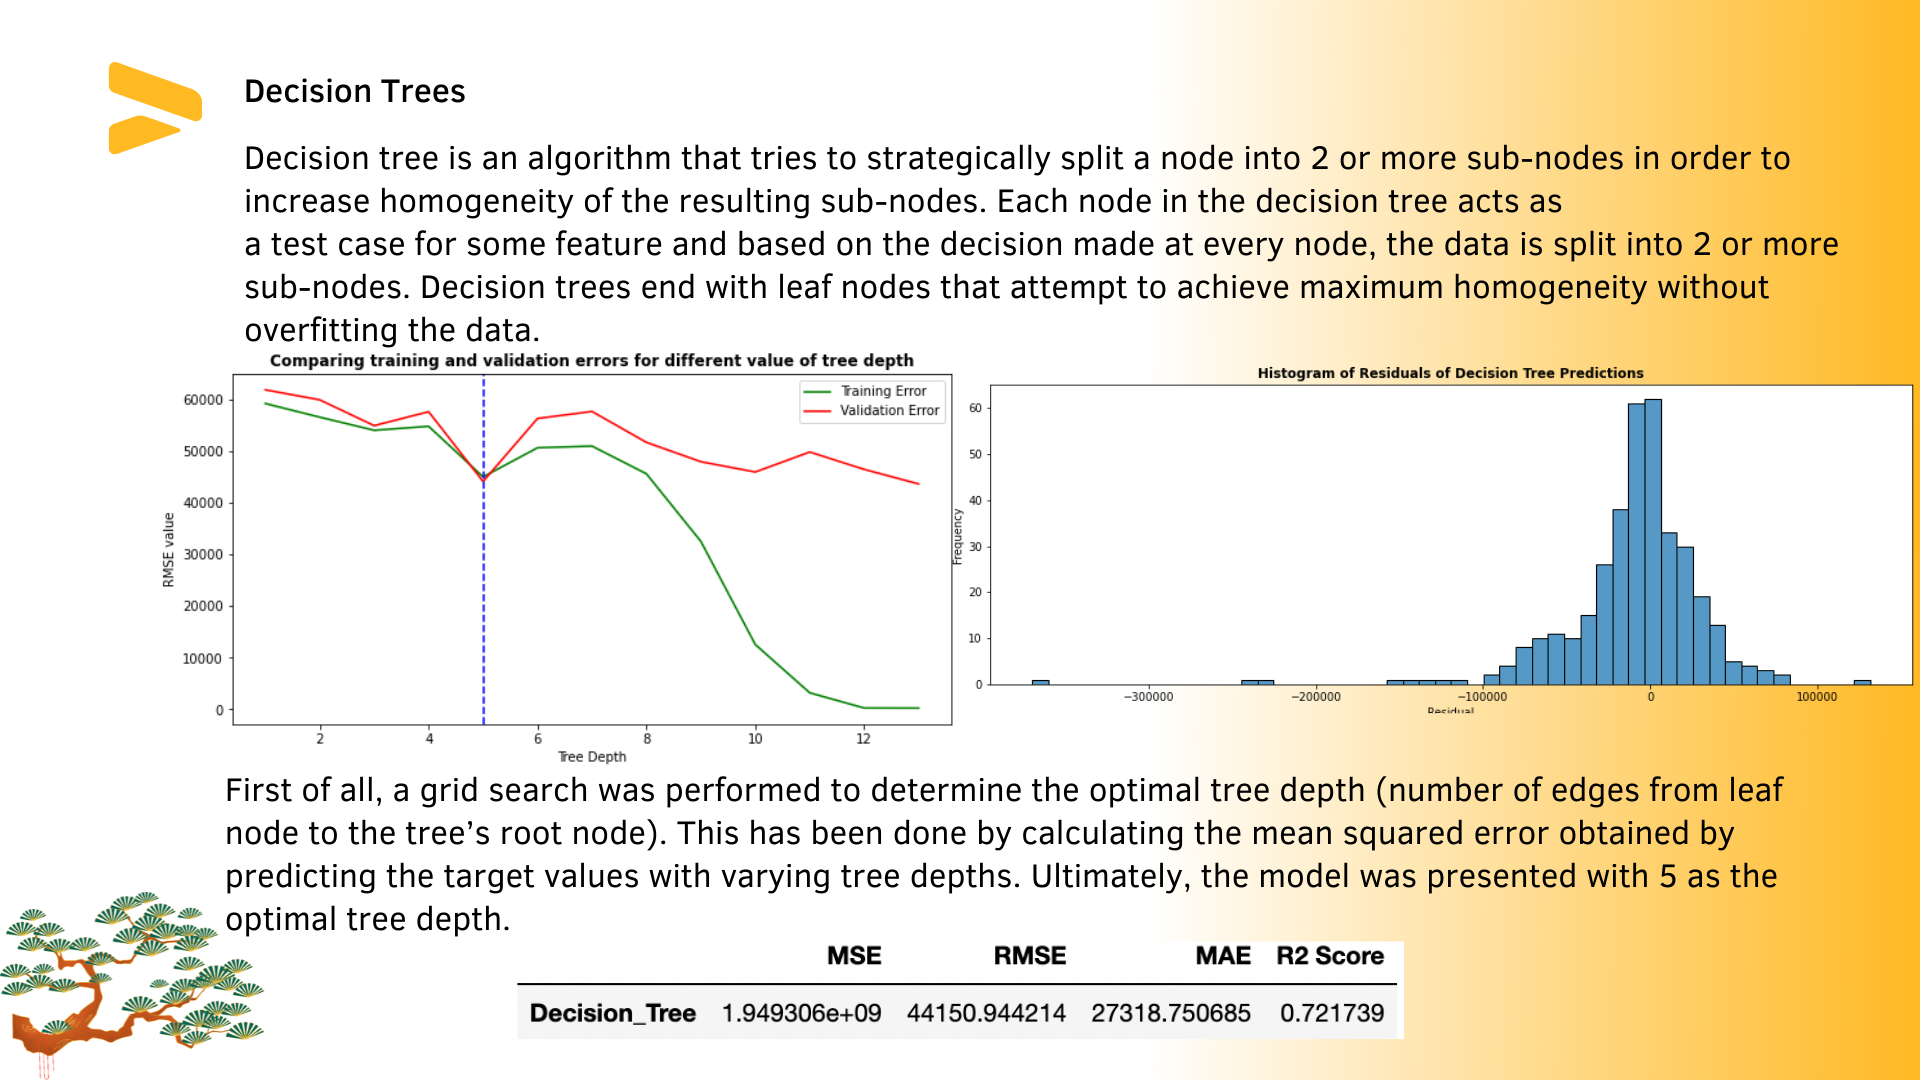 Decision Trees
Decision tree is an algorithm that tries to strategically split a node into 2 or more sub-nodes in order to
increase homogeneity of the resulting sub-nodes. Each node in the decision tree acts as
a test case for some feature and based on the decision made at every node, the data is split into 2 or more
sub-nodes. Decision trees end with leaf nodes that attempt to achieve maximum homogeneity without
overfitting the data.
Comparing training and validation errors for different value of tree depth
Training Error
Validation Error
60000
50000
40000
30000
20000
10000
0
RMSE value
2 4 6 8 10 12
Tree Depth
Histogram of Residuals of Decision Tree Predictions
60
50
40
30
20
10
0
Frequency
−300000 −200000 −100000 0 100000
Residual
First of all, a grid search was performed to determine the optimal tree depth (number of edges from leaf
node to the tree’s root node). This has been done by calculating the mean squared error obtained by
predicting the target values with varying tree depths. Ultimately, the model was presented with 5 as the
optimal tree depth.
MSE RMSE MAE R2 Score
Decision_Tree 1.949306e+09 44150.944214 27318.750685 0.721739